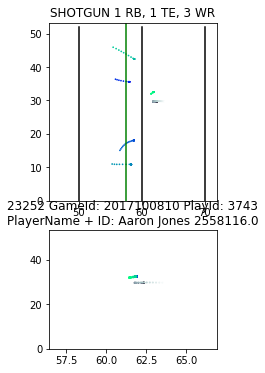 SHOTGUN 1 RB, 1 TE, 3 WR
50
40
30
20
10
0
50 60 70
23252 GameId: 2017100810 PlayId: 3743
PlayerName + ID: Aaron Jones 2558116.0
40
20
0
57.5 60.0 62.5 65.0